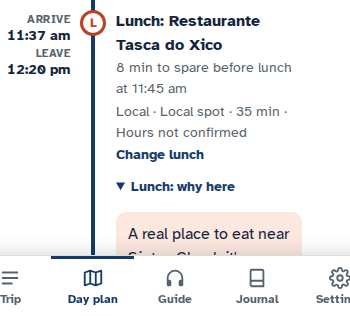 ARRIVE
11:37 am
LEAVE
12:20 pm
L
Lunch: Restaurante
Tasca do Xico
8 min to spare before lunch
at 11:45 am
Local · Local spot · 35 min ·
Hours not confirmed
Change lunch
▼ Lunch: why here
A real place to eat near
Trip
Day plan
Guide
Journal